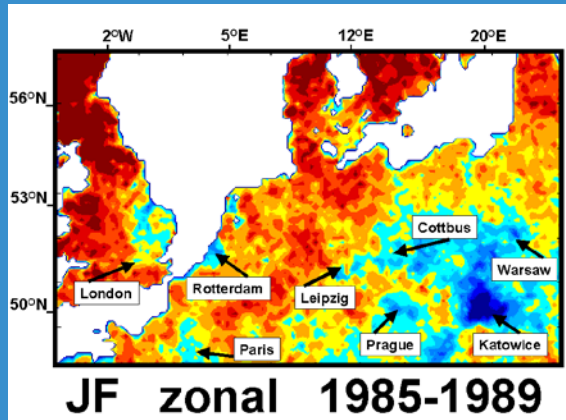 2°W 5°E 12°E 20°E
56°N
53°N
Cottbus
Warsaw
London
Rotterdam
Leipzig
50°N
Paris
Prague
Katowice
JF zonal 1985-1989